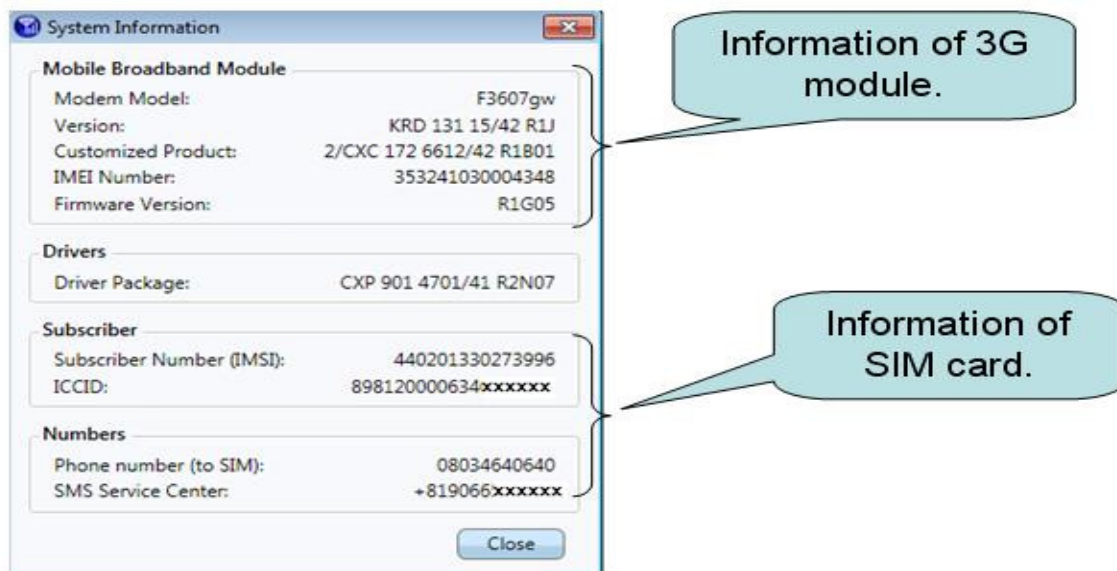 System Information
Mobile Broadband Module
Modem Model: F3607gw
Version: KRD 131 15/42 R1J
Customized Product: 2/CXC 172 6612/42 R1B01
IMEI Number: 353241030004348
Firmware Version: R1G05
Drivers
Driver Package: CXP 901 4701/41 R2N07
Subscriber
Subscriber Number (IMSI): 440201330273996
ICCID: 898120000634xxxxxx
Numbers
Phone number (to SIM): 08034640640
SMS Service Center: +819066xxxxxx
Close
Information of 3G
module.
Information of
SIM card.